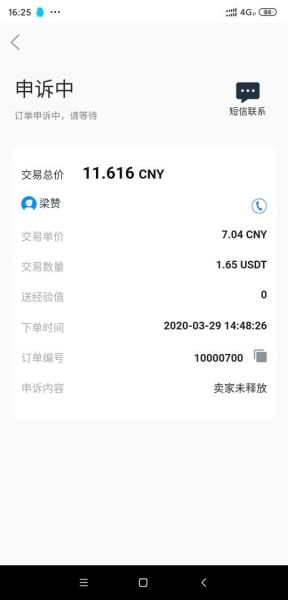 16:25 ... 4G 84
申诉中
订单申诉中，请等待
短信联系
交易总价 11.616 CNY
梁赞
交易单价 7.04 CNY
交易数量 1.65 USDT
送经验值 0
下单时间 2020-03-29 14:48:26
订单编号 10000700
申诉内容 卖家未释放